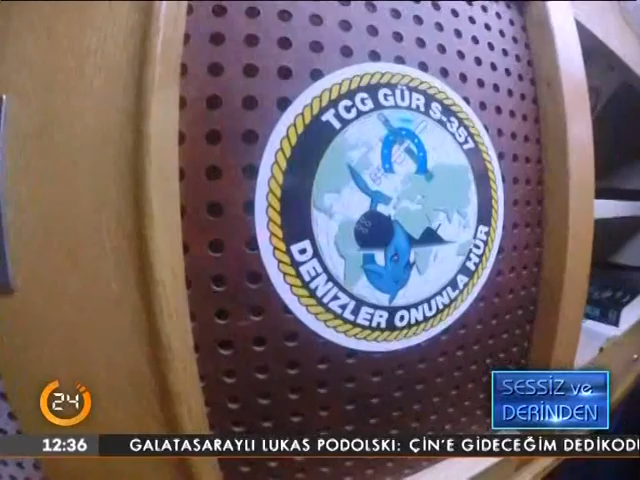 TCG GÜR S-357
DENİZLER ONUNLA HÜR
SESSİZ ve
DERİNDEN
24
12:36 GALATASARAYLI LUKAS PODOLSKI: ÇİN'E GİDECEĞİM DEDİKODU